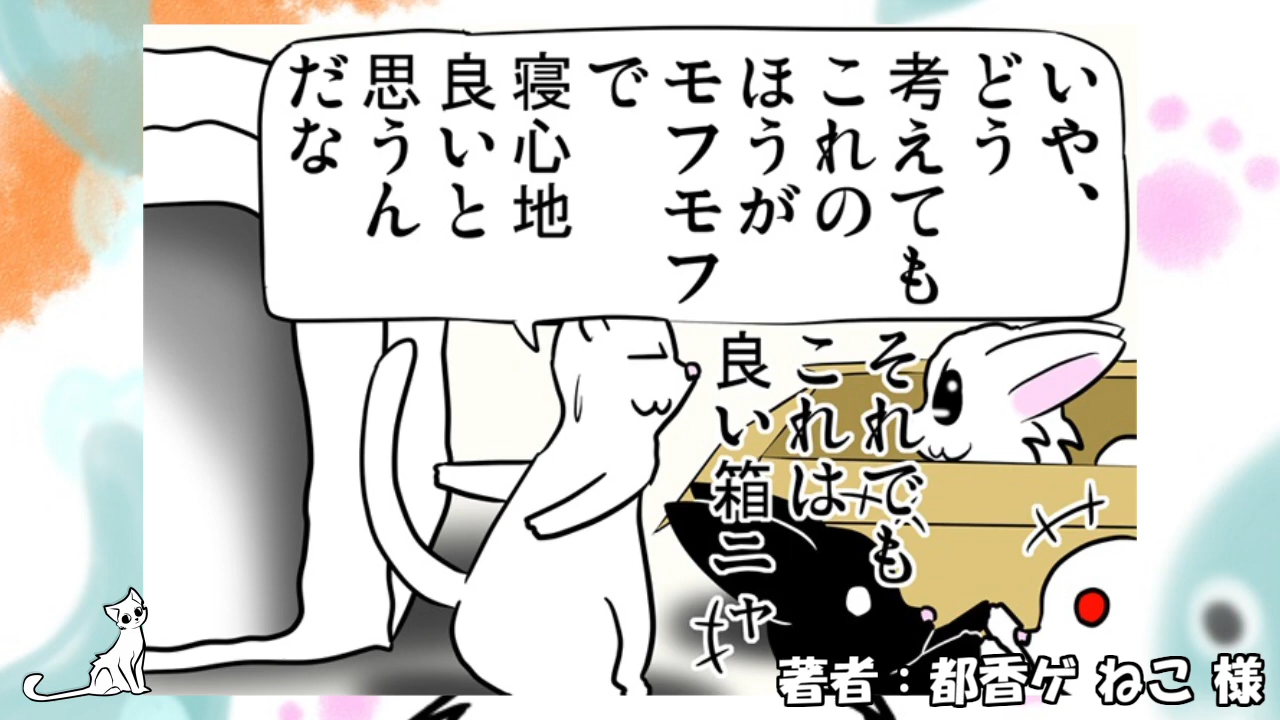 いや、
どう
考えても
これの
ほうが
モフモフ
で
寝心地
良いと
思うん
だな
それでも
これは
良い箱ニャ
著者：都香ゲ ねこ 様